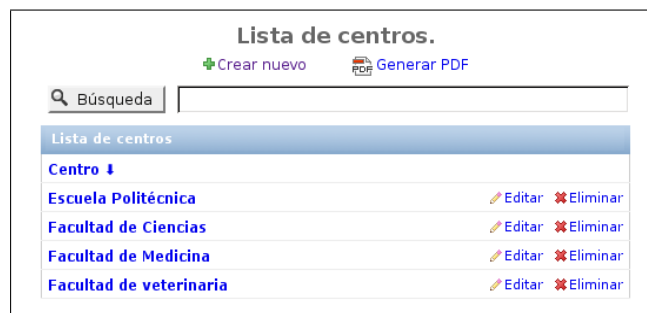 Lista de centros.
Crear nuevo PDF Generar PDF
Búsqueda
Lista de centros
Centro ⬇
Escuela Politécnica Editar Eliminar
Facultad de Ciencias Editar Eliminar
Facultad de Medicina Editar Eliminar
Facultad de veterinaria Editar Eliminar